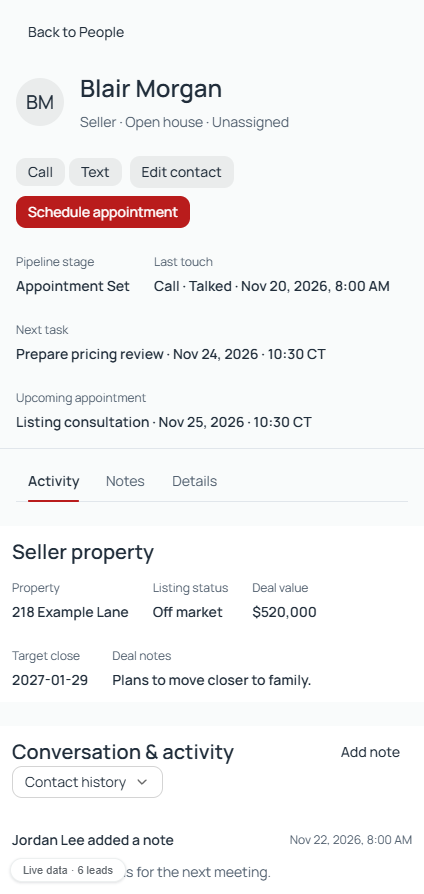 Back to People
BM
Blair Morgan
Seller · Open house · Unassigned
Call Text Edit contact
Schedule appointment
Pipeline stage Last touch
Appointment Set Call · Talked · Nov 20, 2026, 8:00 AM
Next task
Prepare pricing review · Nov 24, 2026 · 10:30 CT
Upcoming appointment
Listing consultation · Nov 25, 2026 · 10:30 CT
Activity Notes Details
Seller property
Property Listing status Deal value
218 Example Lane Off market $520,000
Target close Deal notes
2027-01-29 Plans to move closer to family.
Conversation & activity Add note
Contact history
Jordan Lee added a note Nov 22, 2026, 8:00 AM
Live data · 6 leads for the next meeting.